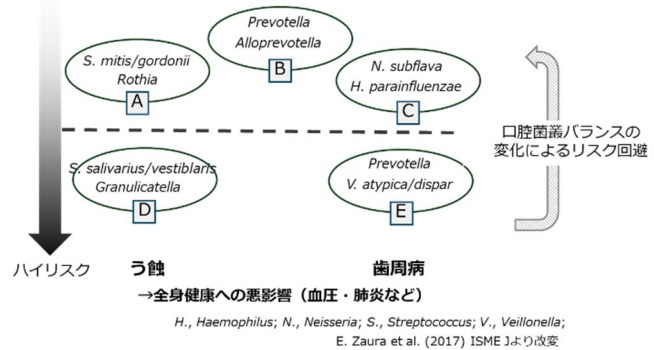 Prevotella
Alloprevotella
B
S. mitis/gordonii
Rothia
A
N. subflava
H. parainfluenzae
C
口腔菌叢バランスの
変化によるリスク回避
S. salivarius/vestiblaris
Granulicatella
D
Prevotella
V. atypica/dispar
E
ハイリスク
う蝕
歯周病
→全身健康への悪影響（血圧・肺炎など）
H., Haemophilus; N., Neisseria; S., Streptococcus; V., Veillonella;
E. Zaura et al. (2017) ISME Jより改変